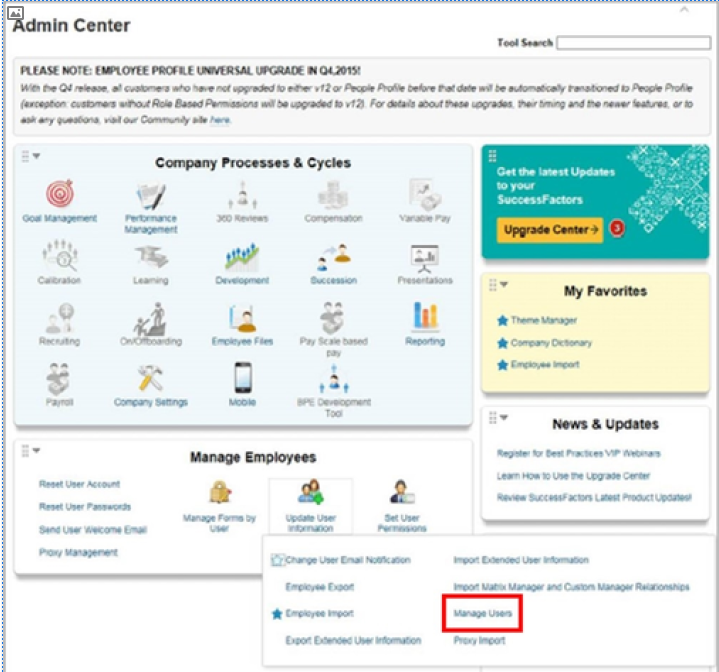 Admin Center
Tool Search
PLEASE NOTE: EMPLOYEE PROFILE UNIVERSAL UPGRADE IN Q4,2015!
With the Q4 release, all customers who have not upgraded to either v12 or People Profile before that date will be automatically transitioned to People Profile
(exception: customers without Role Based Permissions will be upgraded to v12). For details about these upgrades, their timing and the newer features, or to
ask any questions, visit our Community site here.
Company Processes & Cycles
Goal Management
Performance
Management
360 Reviews
Compensation
Variable Pay
Calibration
Learning
Development
Succession
Presentations
Recruiting
On/Offboarding
Employee Files
Pay Scale based
pay
Reporting
Payroll
Company Settings
Mobile
BPE Development
Tool
Get the latest Updates
to your
SuccessFactors
Upgrade Center→
3
My Favorites
Theme Manager
Company Dictionary
Employee Import
News & Updates
Register for Best Practices VIP Webinars
Learn How to Use the Upgrade Center
Review SuccessFactors Latest Product Updates!
Manage Employees
Reset User Account
Reset User Passwords
Send User Welcome Email
Proxy Management
Manage Forms by
User
Update User
Information
Set User
Permissions
Change User Email Notification
Employee Export
Employee Import
Export Extended User Information
Import Extended User Information
Import Matrix Manager and Custom Manager Relationships
Manage Users
Proxy Import